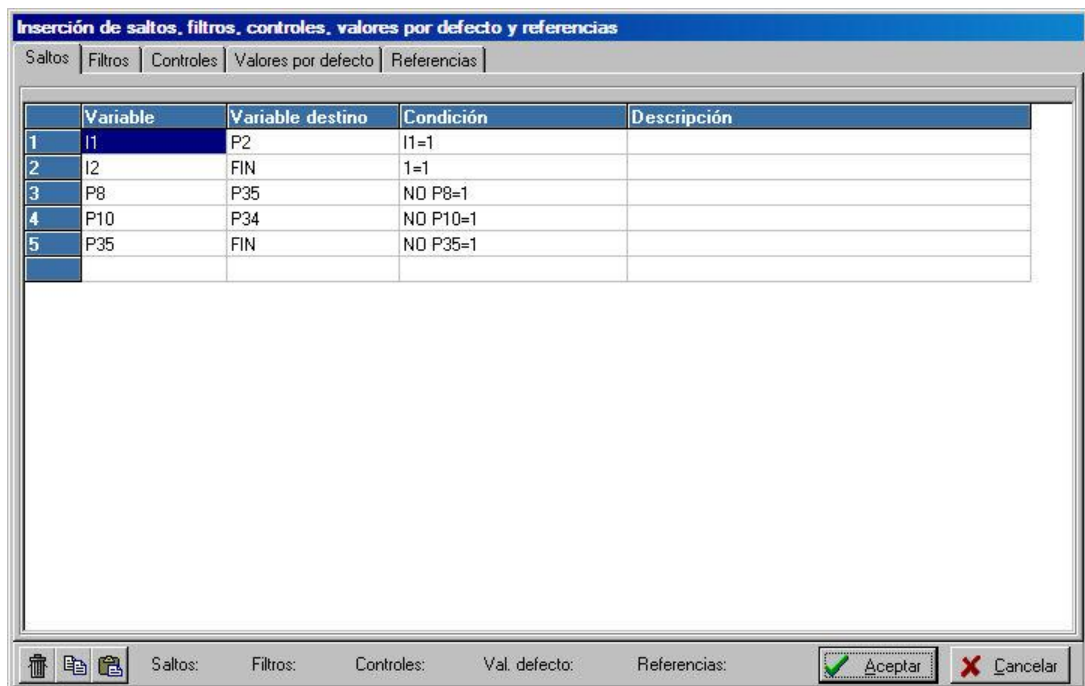 Inserción de saltos, filtros, controles, valores por defecto y referencias
Saltos Filtros Controles Valores por defecto Referencias
Variable Variable destino Condición Descripción
1 I1 P2 I1=1
2 I2 FIN 1=1
3 P8 P35 NO P8=1
4 P10 P34 NO P10=1
5 P35 FIN NO P35=1
Saltos: Filtros: Controles: Val. defecto: Referencias: Aceptar Cancelar